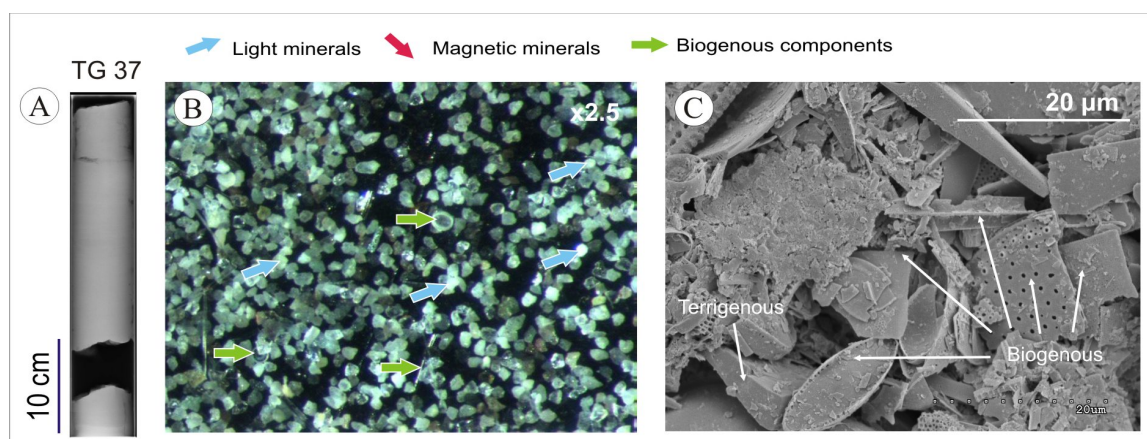 Light minerals
Magnetic minerals
Biogenous components
TG 37
A
10 cm
B
x2.5
C
20 µm
Terrigenous
Biogenous
20um